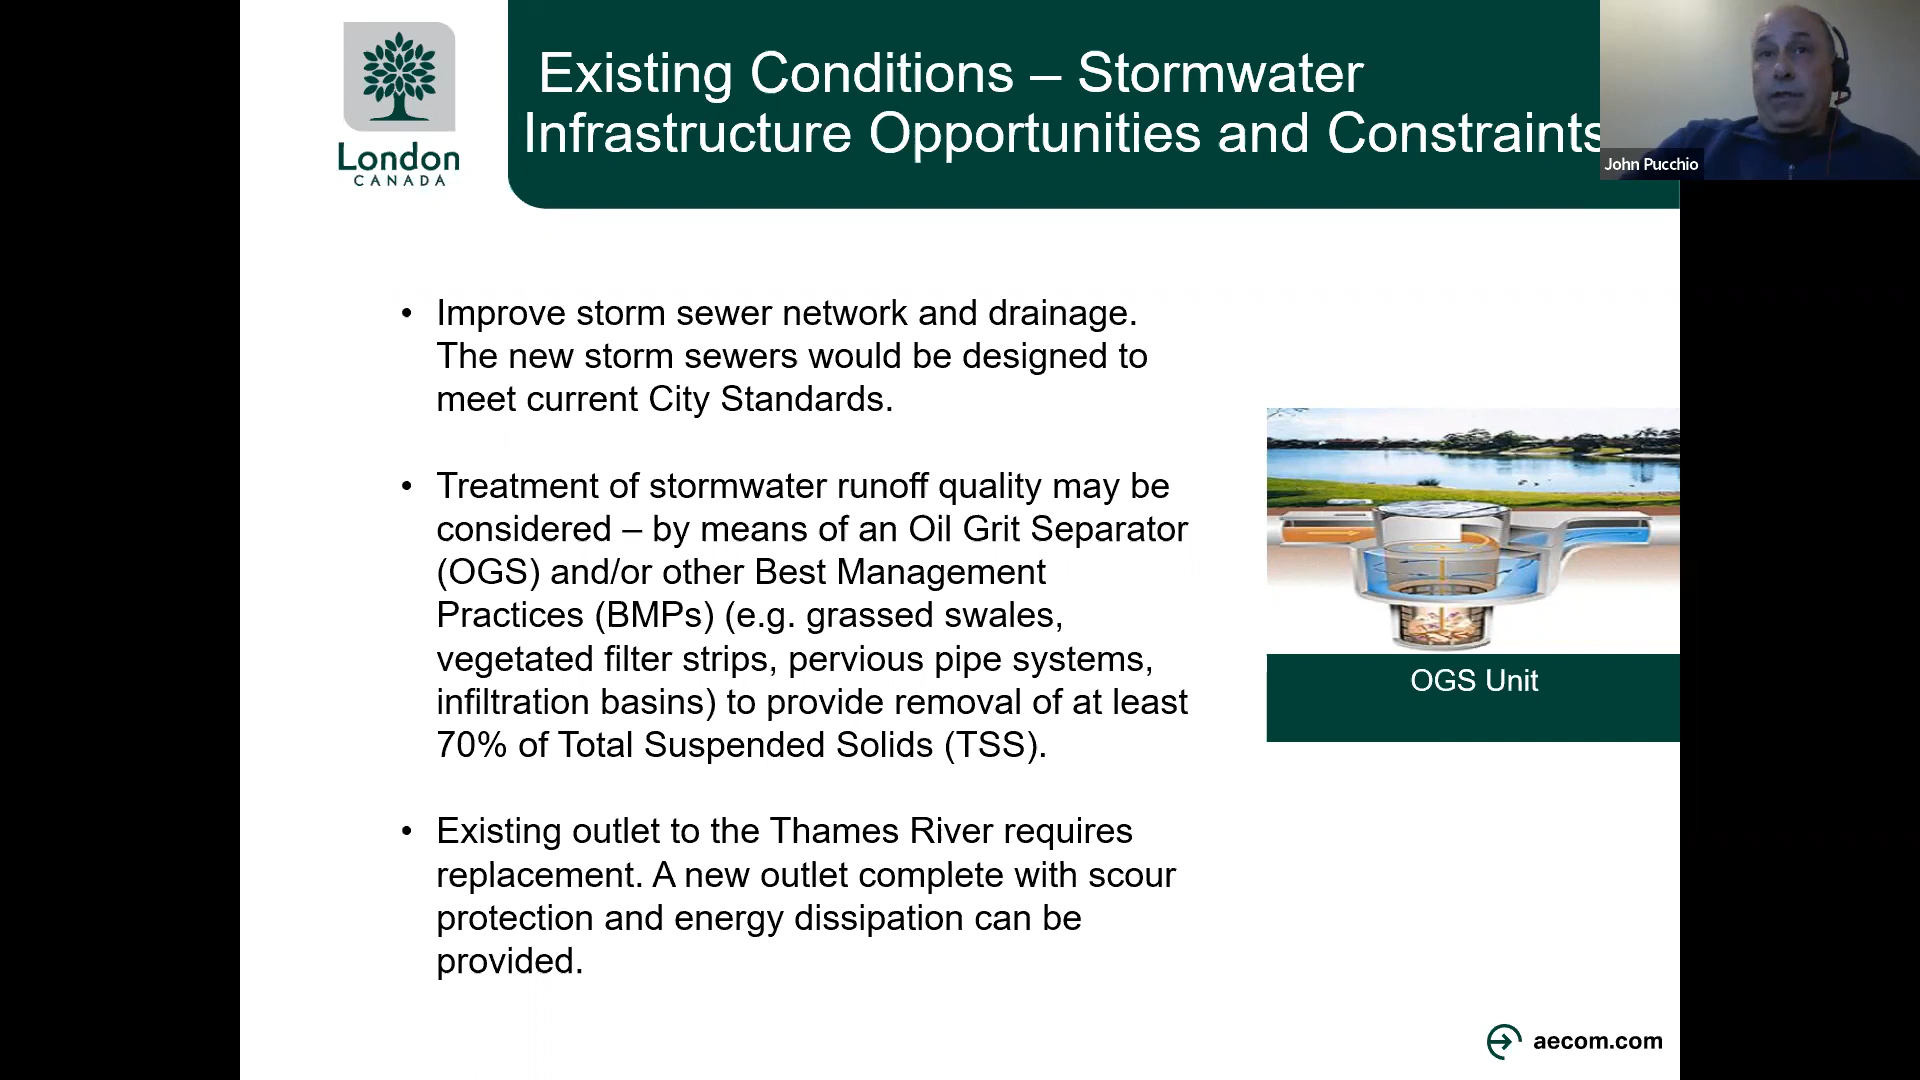 London
CANADA
Existing Conditions – Stormwater
Infrastructure Opportunities and Constraints
John Pucchio
• Improve storm sewer network and drainage.
The new storm sewers would be designed to
meet current City Standards.
• Treatment of stormwater runoff quality may be
considered – by means of an Oil Grit Separator
(OGS) and/or other Best Management
Practices (BMPs) (e.g. grassed swales,
vegetated filter strips, pervious pipe systems,
infiltration basins) to provide removal of at least
70% of Total Suspended Solids (TSS).
• Existing outlet to the Thames River requires
replacement. A new outlet complete with scour
protection and energy dissipation can be
provided.
OGS Unit
aecom.com